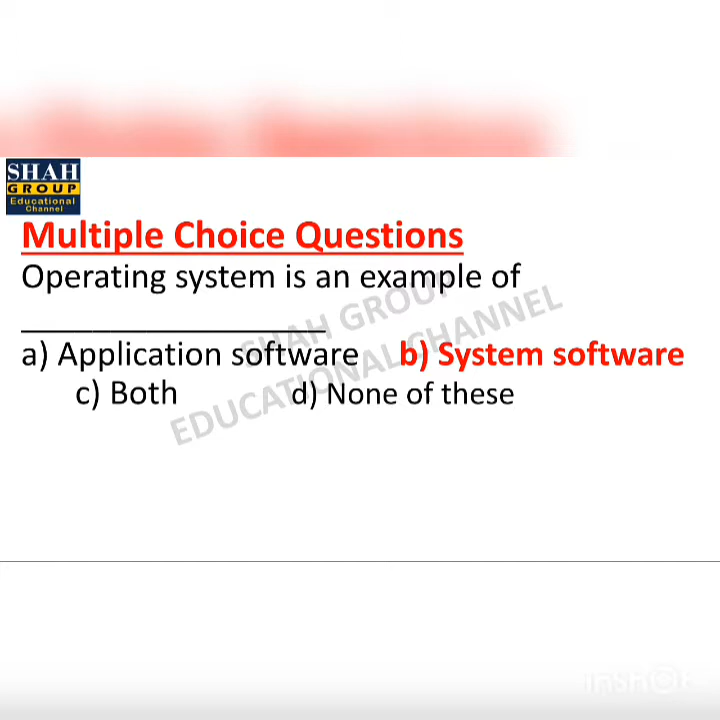 SHAH
GROUP
Educational
Channel
Multiple Choice Questions
Operating system is an example of
___________________
a) Application software b) System software
c) Both d) None of these
SHAH GROUP
EDUCATIONAL CHANNEL